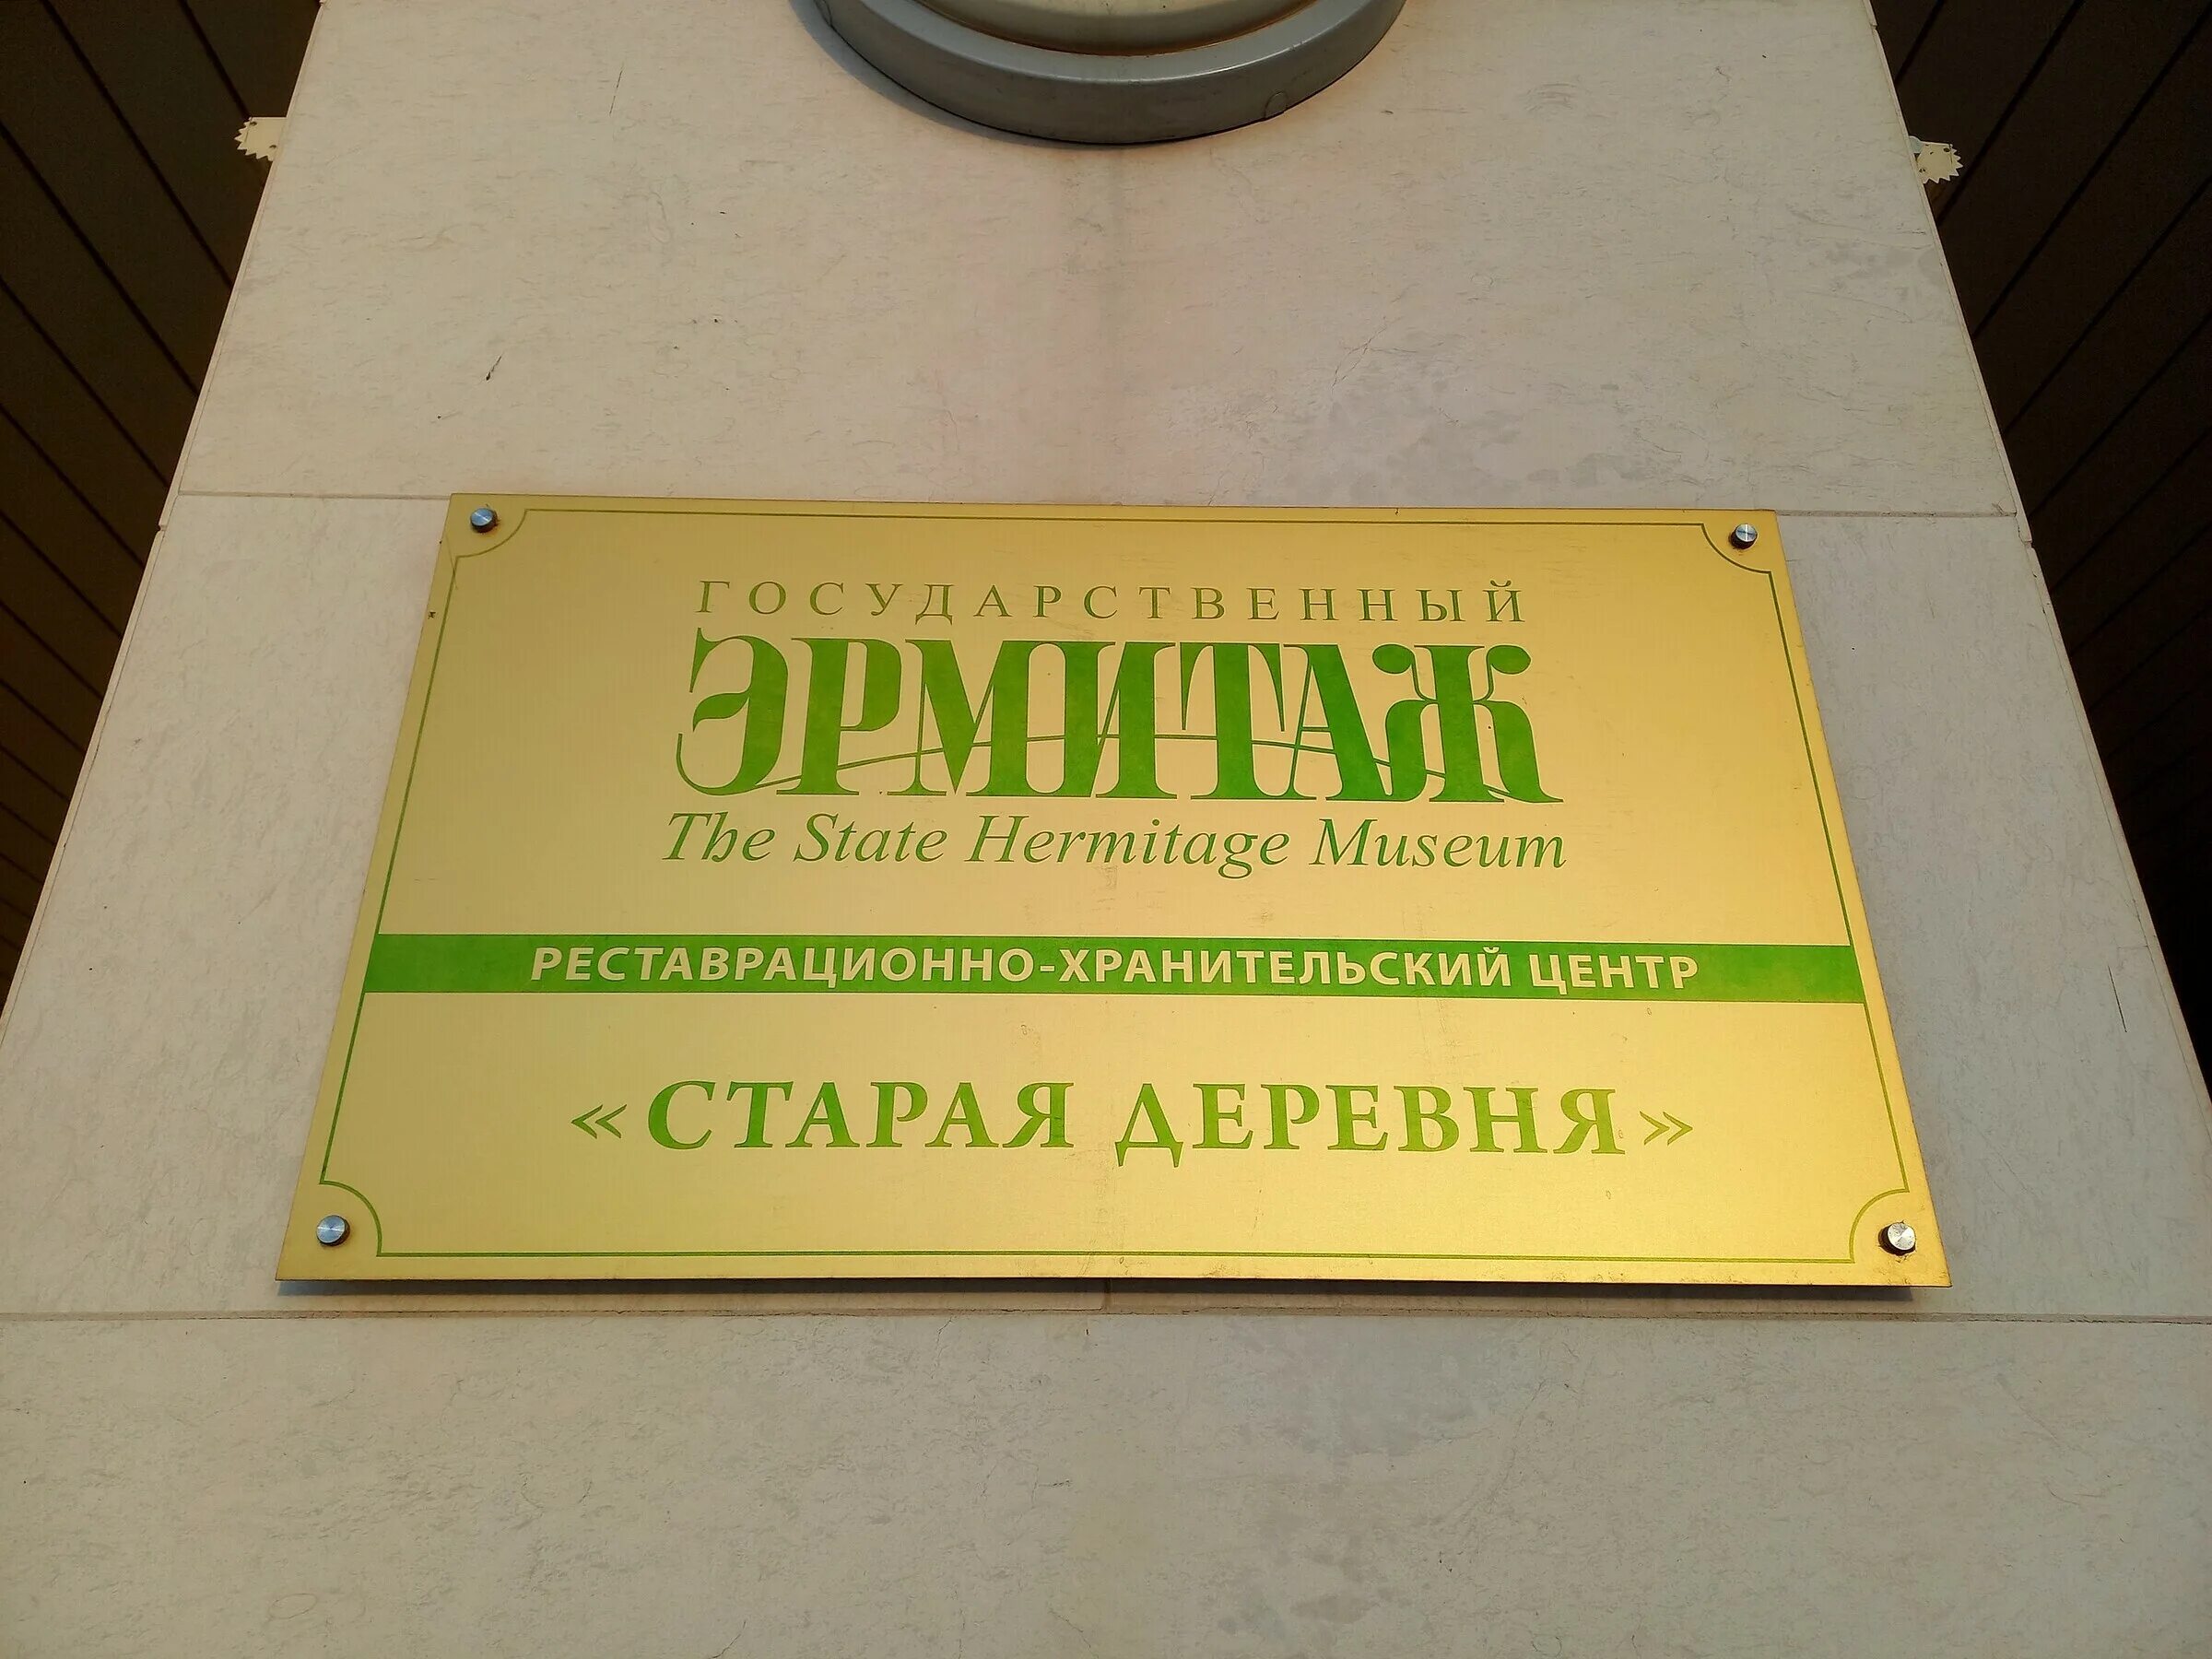 ГОСУДАРСТВЕННЫЙ
ЭРМИТАЖ
The State Hermitage Museum
РЕСТАВРАЦИОННО-ХРАНИТЕЛЬСКИЙ ЦЕНТР
«СТАРАЯ ДЕРЕВНЯ»